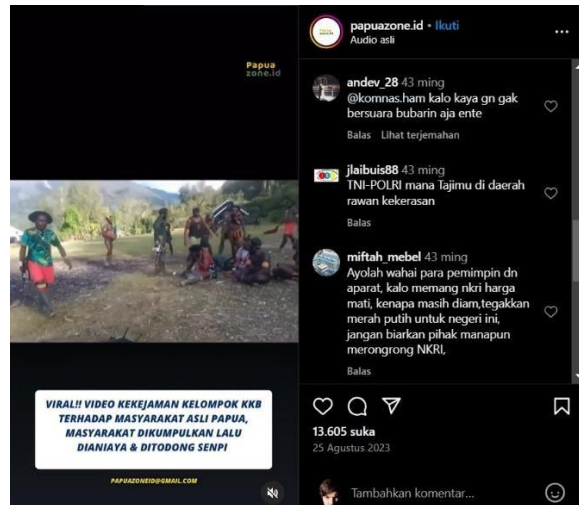 Papua
zone.id
VIRAL!! VIDEO KEKEJAMAN KELOMPOK KKB
TERHADAP MASYARAKAT ASLI PAPUA,
MASYARAKAT DIKUMPULKAN LALU
DIANIAYA & DITODONG SENPI
PAPUAZONEID@GMAIL.COM
papuazone.id • Ikuti
Audio asli
andev_28 43 ming
@komnas.ham kalo kaya gn gak
bersuara bubarin aja ente
Balas Lihat terjemahan
jlaibuis88 43 ming
TNI-POLRI mana Tajimu di daerah
rawan kekerasan
Balas
miftah_mebel 43 ming
Ayolah wahai para pemimpin dn
aparat, kalo memang nkri harga
mati, kenapa masih diam,tegakkan
merah putih untuk negeri ini,
jangan biarkan pihak manapun
merongrong NKRI,
Balas
13.605 suka
25 Agustus 2023
Tambahkan komentar...